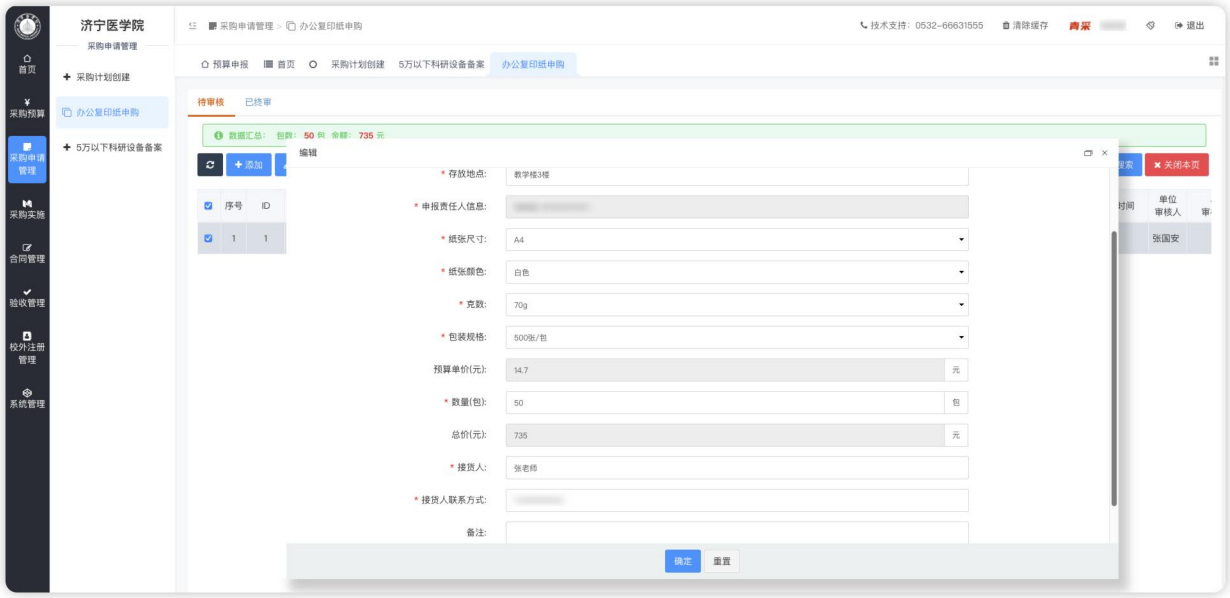 济宁医学院
采购申请管理 > 办公复印纸申购
技术支持：0532-66631555
清除缓存
青采
退出
采购申请管理
首页
采购预算
采购申请
管理
采购实施
合同管理
验收管理
校外注册
管理
系统管理
采购计划创建
办公复印纸申购
5万以下科研设备备案
预算申报
首页
采购计划创建
5万以下科研设备备案
办公复印纸申购
待审核
已终审
数据汇总： 包数：50 包 金额：735 元
添加
搜索
关闭本页
序号
ID
时间
单位
审核人
1
1
张国安
编辑
* 存放地点:
教学楼3楼
* 申报责任人信息:
* 纸张尺寸:
A4
* 纸张颜色:
白色
* 克数:
70g
* 包装规格:
500张/包
预算单价(元):
14.7
元
* 数量(包):
50
包
总价(元):
735
元
* 接货人:
张老师
* 接货人联系方式:
备注:
确定
重置